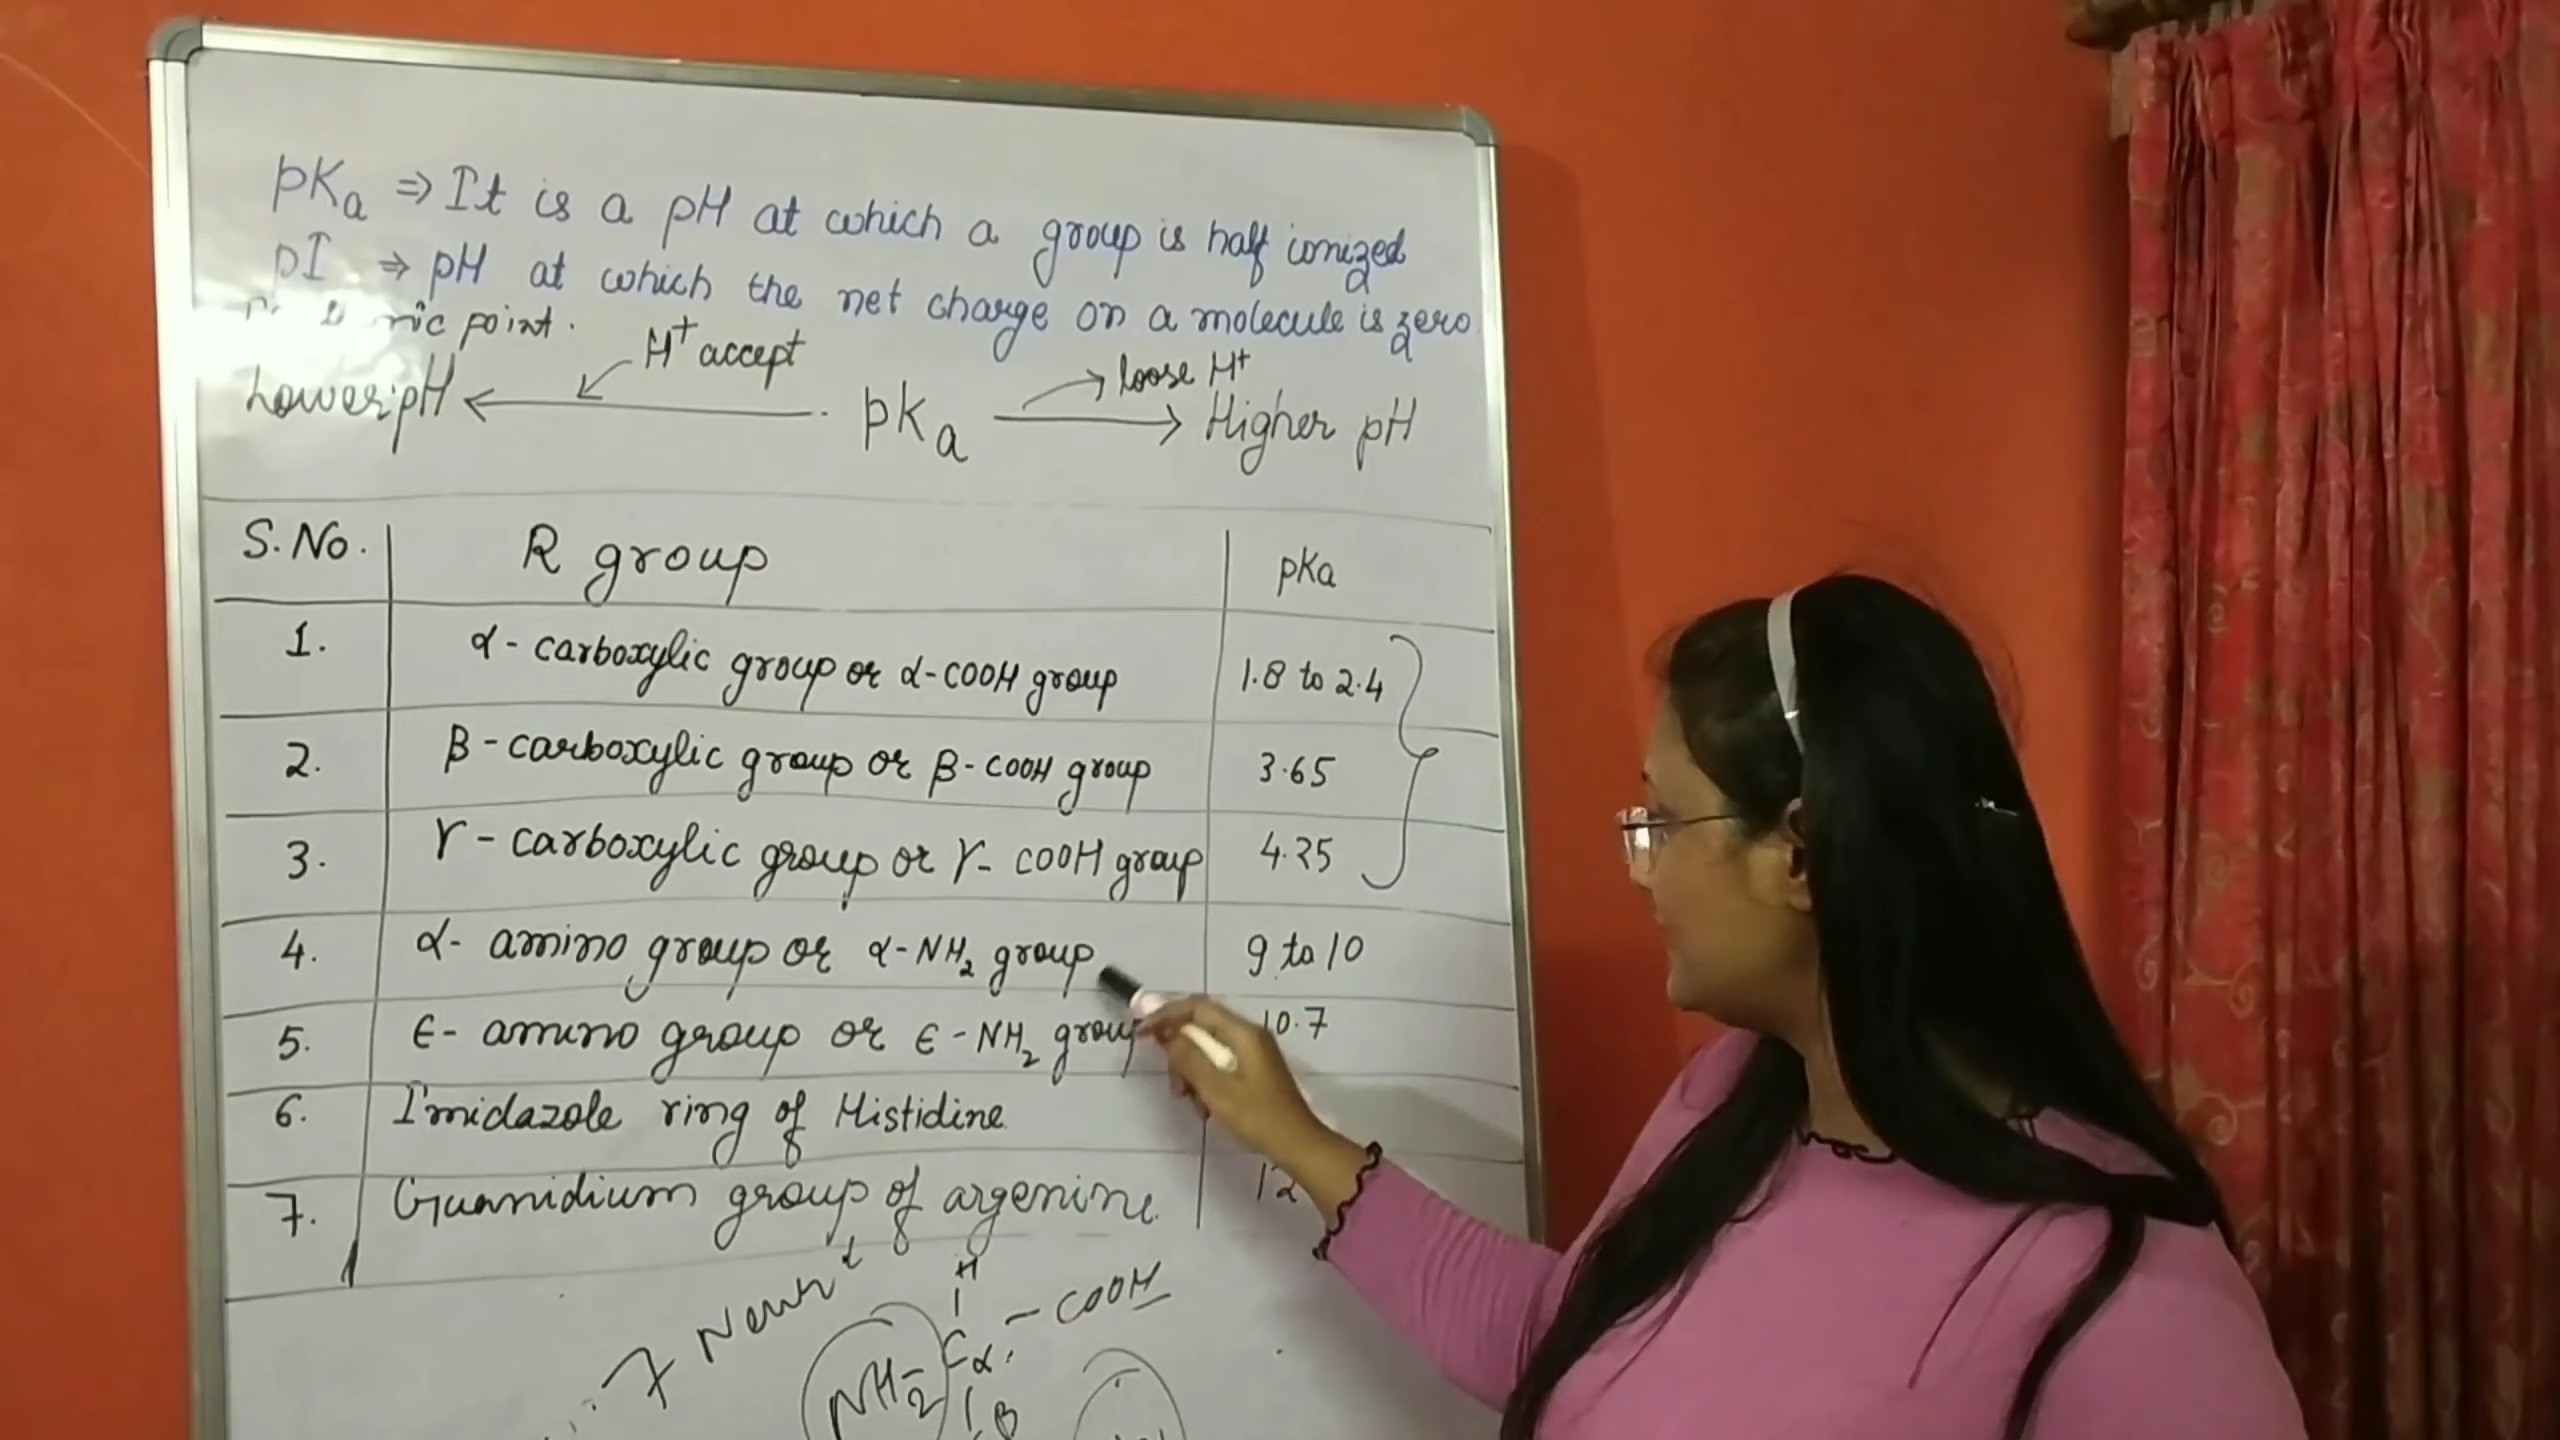 pKa ⇒ It is a pH at which a group is half ionized
pI ⇒ pH at which the net charge on a molecule is zero
point.
H⁺ accept
loose H⁺
Lower pH ← pKa → Higher pH
S.No. R group pKa
1. α-carboxylic group or α-COOH group 1.8 to 2.4
2. β-carboxylic group or β-COOH group 3.65
3. γ-carboxylic group or γ-COOH group 4.25
4. α-amino group or α-NH₂ group 9 to 10
5. ϵ-amino group or ϵ-NH₂ group 10.7
6. Imidazole ring of Histidine
7. Guanidium group of argenine 12
H
7
COOH
Cα
NH₂
β